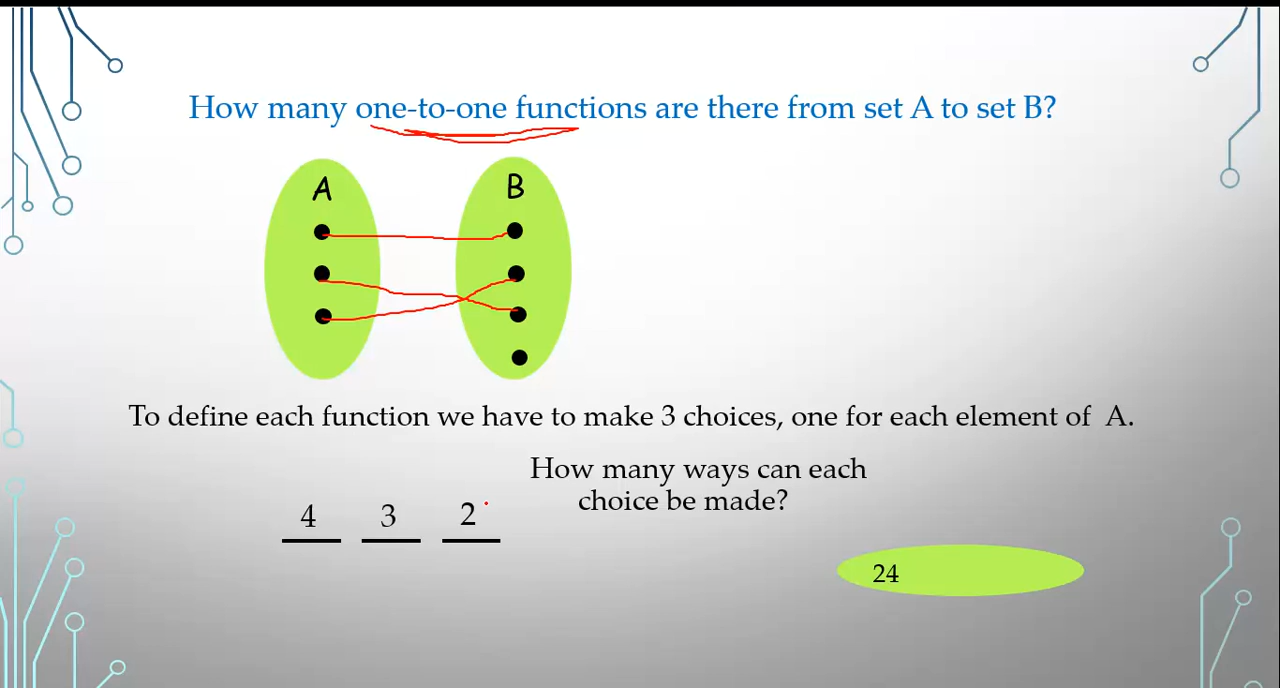 How many one-to-one functions are there from set A to set B?
A B
To define each function we have to make 3 choices, one for each element of A.
How many ways can each
choice be made?
4 3 2
24